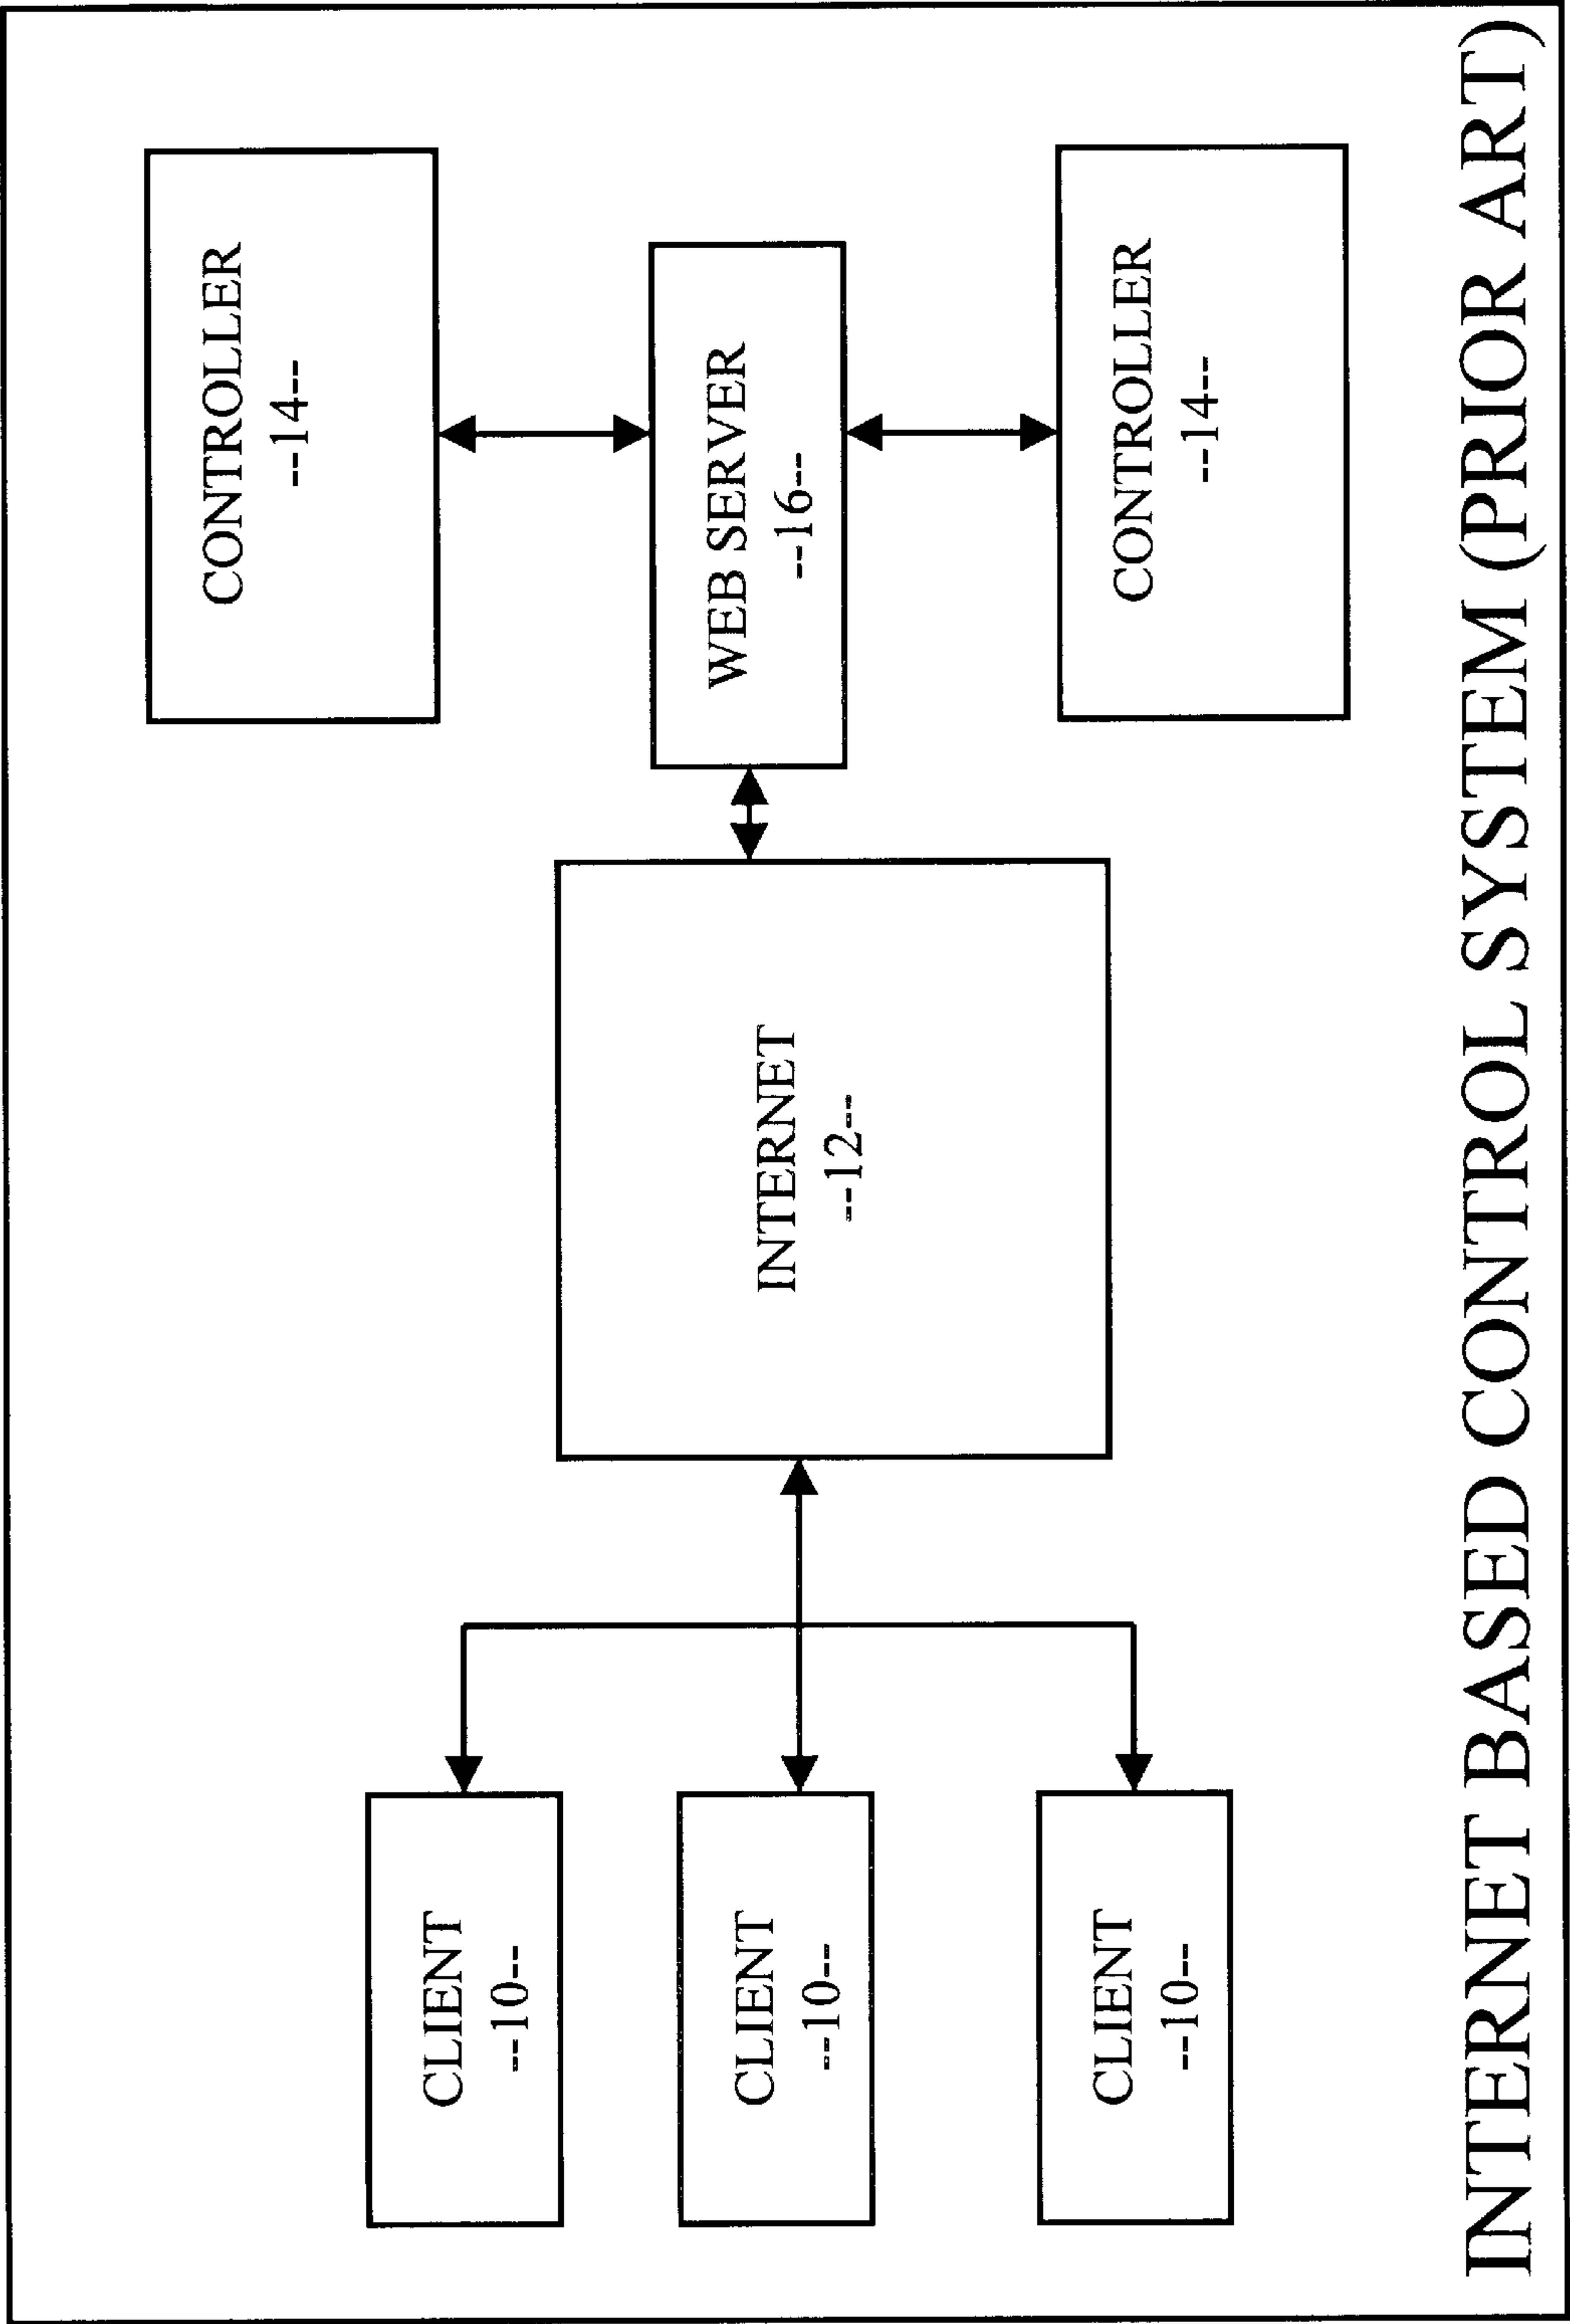 CONTROLLER
--14--
CLIENT
--10--
CLIENT
--10--
INTERNET
--12--
WEB SERVER
--16--
CLIENT
--10--
CONTROLLER
--14--
INTERNET BASED CONTROL SYSTEM (PRIOR ART)